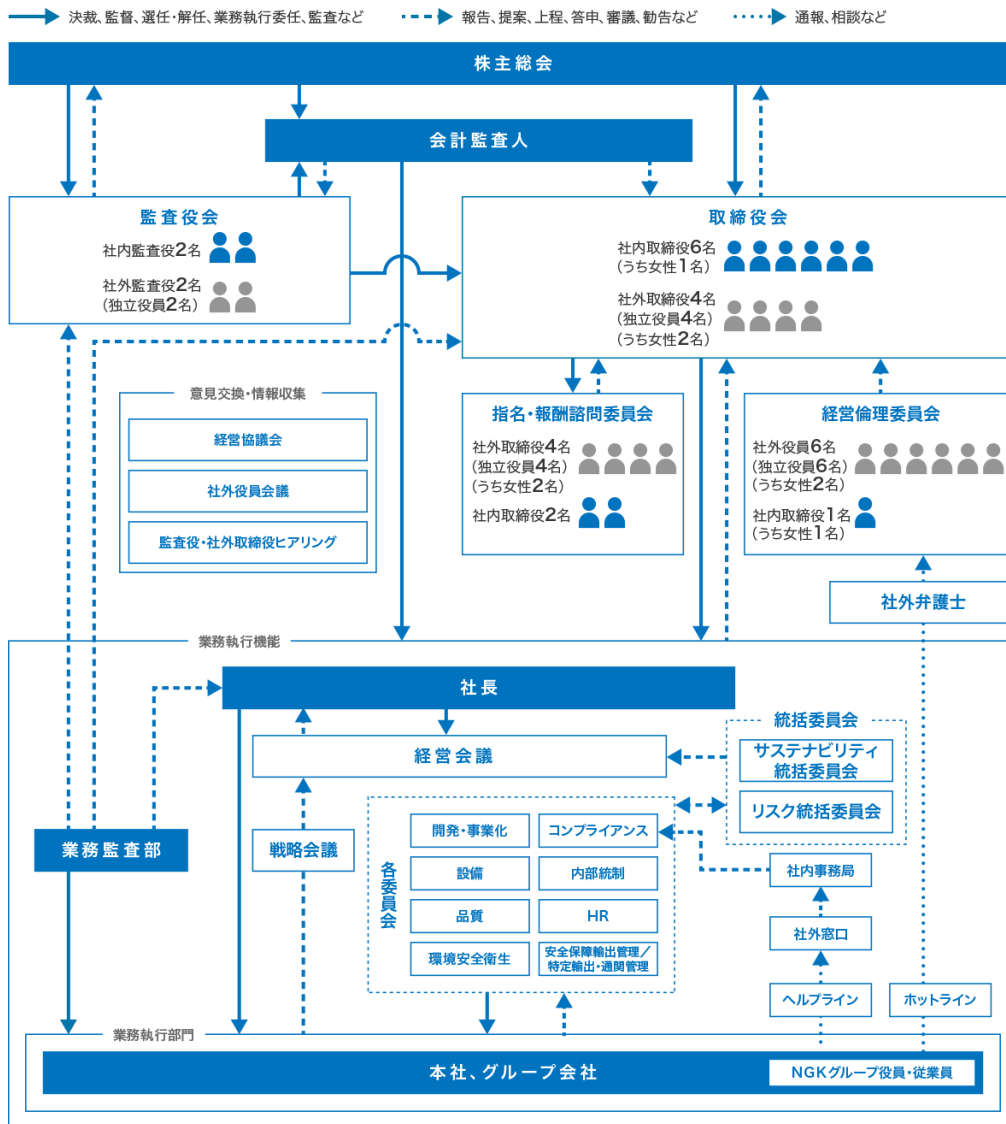 決裁、監督、選任・解任、業務執行委任、監査など
報告、提案、上程、答申、審議、勧告など
通報、相談など
株主総会
会計監査人
監査役会
社内監査役2名
社外監査役2名
(独立役員2名)
取締役会
社内取締役6名
(うち女性1名)
社外取締役4名
(独立役員4名)
(うち女性2名)
意見交換・情報収集
経営協議会
社外役員会議
監査役・社外取締役ヒアリング
指名・報酬諮問委員会
社外取締役4名
(独立役員4名)
(うち女性2名)
社内取締役2名
経営倫理委員会
社外役員6名
(独立役員6名)
(うち女性2名)
社内取締役1名
(うち女性1名)
社外弁護士
業務執行機能
社長
経営会議
統括委員会
サステナビリティ
統括委員会
リスク統括委員会
業務監査部
戦略会議
各委員会
開発・事業化
コンプライアンス
設備
内部統制
品質
HR
環境安全衛生
安全保障輸出管理／
特定輸出・通関管理
社内事務局
社外窓口
ヘルプライン
ホットライン
業務執行部門
本社、グループ会社
NGKグループ役員・従業員